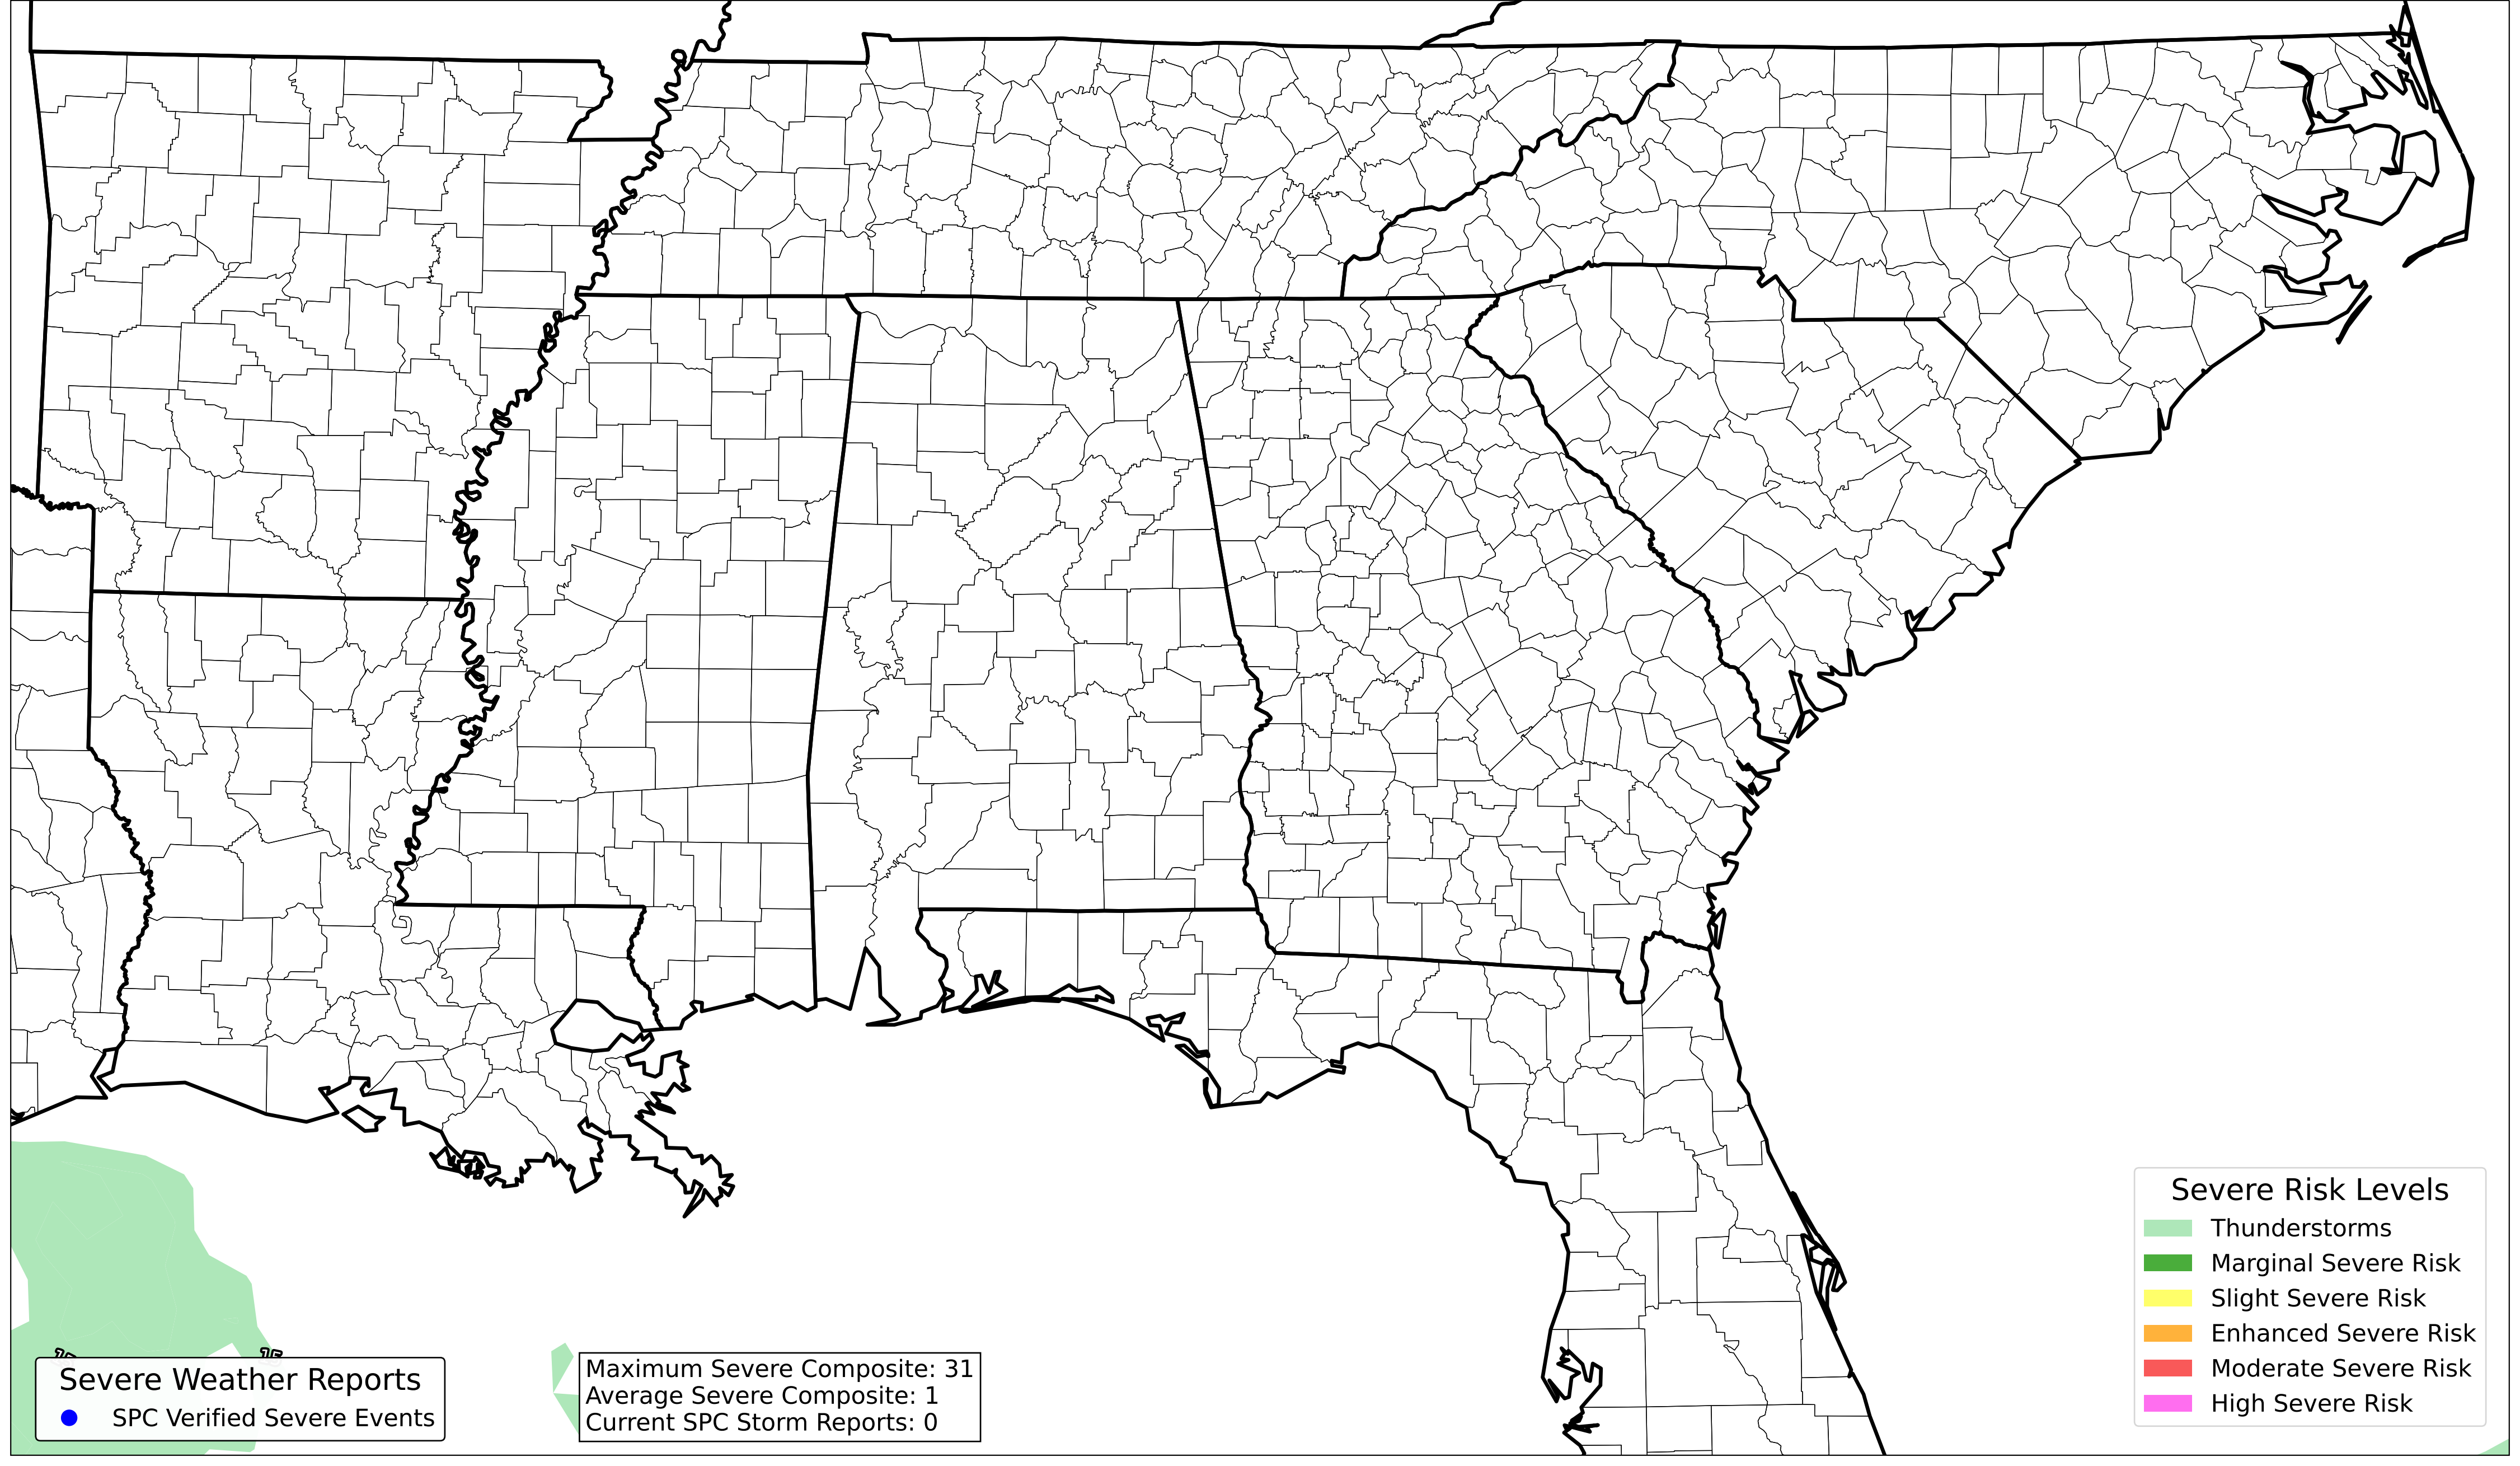 15
Severe Weather Reports
SPC Verified Severe Events
Maximum Severe Composite: 31
Average Severe Composite: 1
Current SPC Storm Reports: 0
Severe Risk Levels
Thunderstorms
Marginal Severe Risk
Slight Severe Risk
Enhanced Severe Risk
Moderate Severe Risk
High Severe Risk